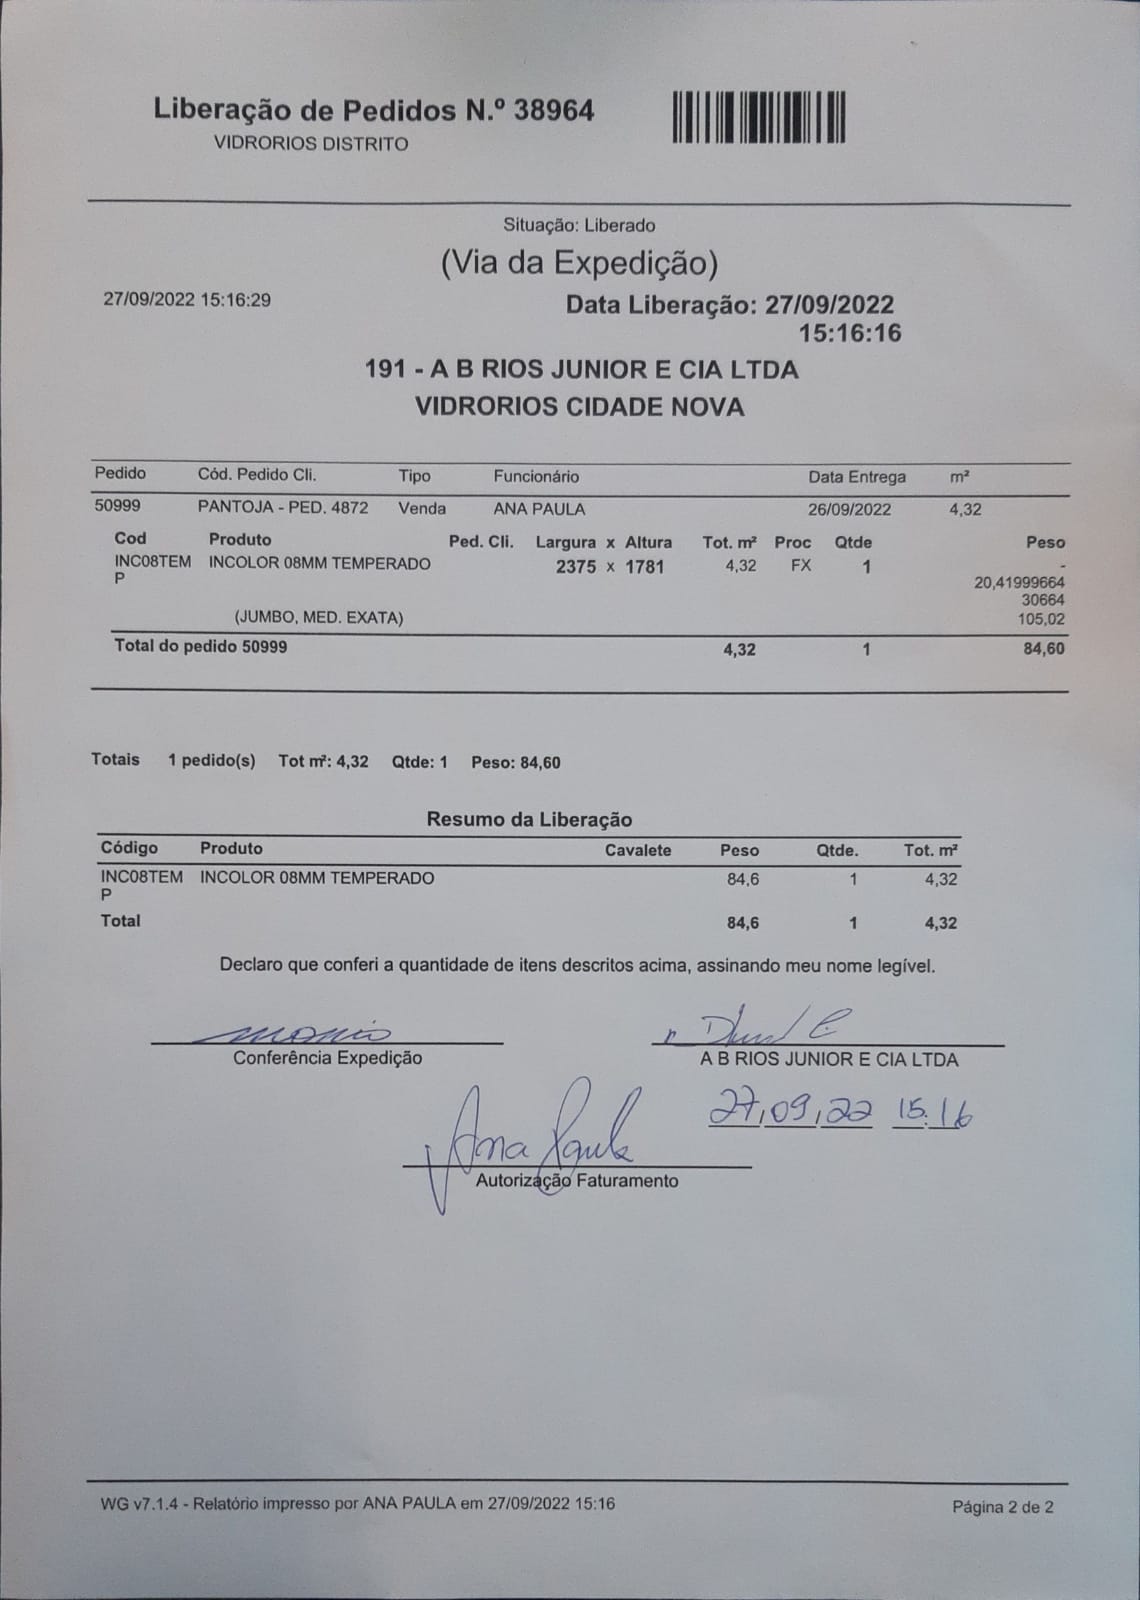 Liberação de Pedidos N.º 38964
VIDRORIOS DISTRITO
Situação: Liberado
(Via da Expedição)
27/09/2022 15:16:29
Data Liberação: 27/09/2022
15:16:16
191 - A B RIOS JUNIOR E CIA LTDA
VIDRORIOS CIDADE NOVA
Pedido Cód. Pedido Cli. Tipo Funcionário Data Entrega m²
50999 PANTOJA - PED. 4872 Venda ANA PAULA 26/09/2022 4,32
Cod Produto Ped. Cli. Largura x Altura Tot. m² Proc Qtde Peso
INC08TEM INCOLOR 08MM TEMPERADO 2375 x 1781 4,32 FX 1 -
P 20,41999664
30664
(JUMBO, MED. EXATA) 105,02
Total do pedido 50999 4,32 1 84,60
Totais 1 pedido(s) Tot m²: 4,32 Qtde: 1 Peso: 84,60
Resumo da Liberação
Código Produto Cavalete Peso Qtde. Tot. m²
INC08TEM INCOLOR 08MM TEMPERADO 84,6 1 4,32
P
Total 84,6 1 4,32
Declaro que conferi a quantidade de itens descritos acima, assinando meu nome legível.
Conferência Expedição A B RIOS JUNIOR E CIA LTDA
27,09,22 15:16
Ana Paula
Autorização Faturamento
WG v7.1.4 - Relatório impresso por ANA PAULA em 27/09/2022 15:16
Página 2 de 2